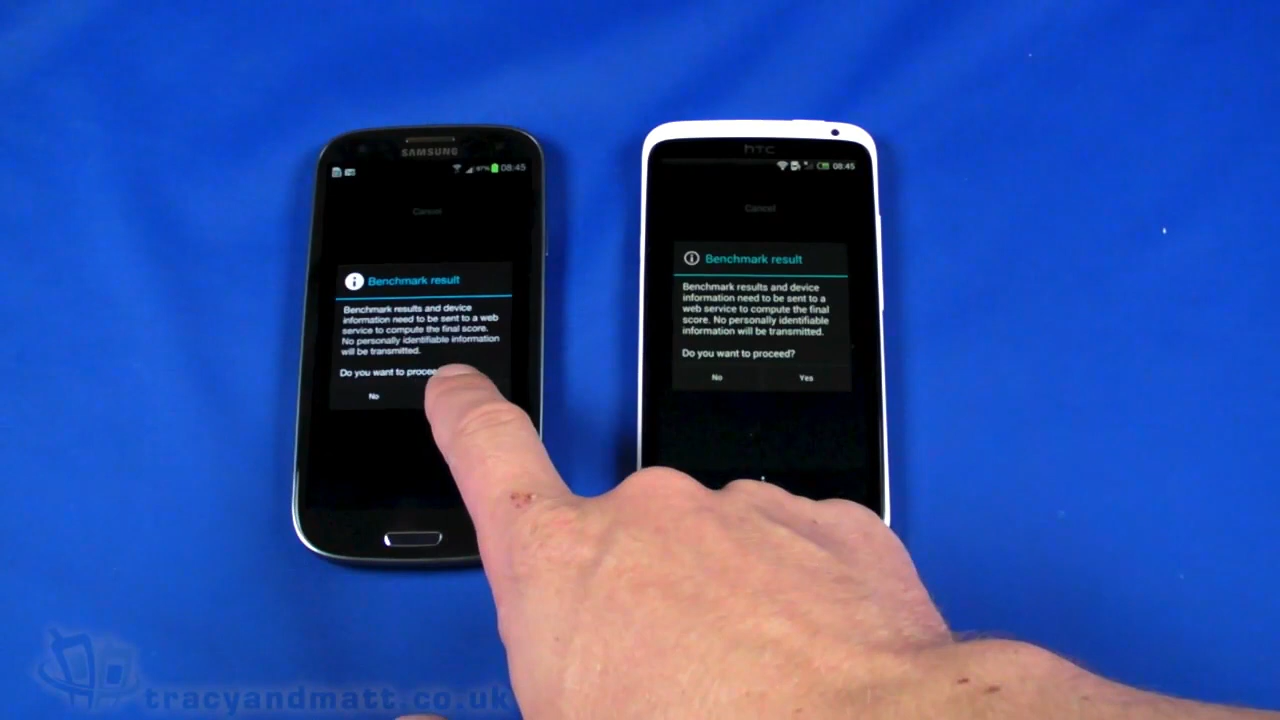 SAMSUNG
87% 08:45
Cancel
Benchmark result
Benchmark results and device
information need to be sent to a web
service to compute the final score.
No personally identifiable information
will be transmitted.
Do you want to procee
No
hTC
08:45
Cancel
Benchmark result
Benchmark results and device
information need to be sent to a
web service to compute the final
score. No personally identifiable
information will be transmitted.
Do you want to proceed?
No Yes
tracyandmatt.co.uk